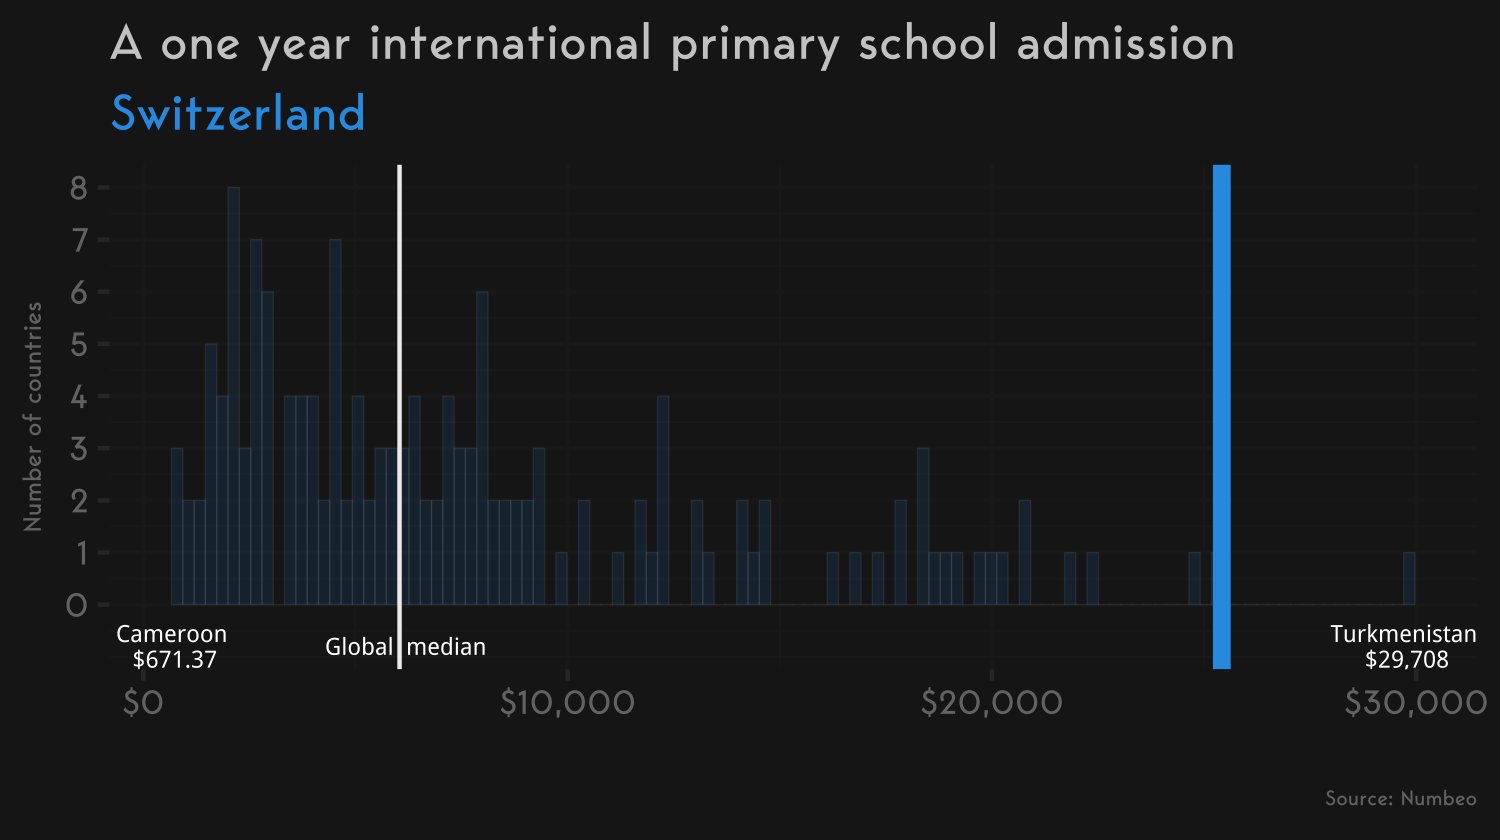 A one year international primary school admission
Switzerland
Number of countries
8
7
6
5
4
3
2
1
0
Cameroon
$671.37
Global median
Turkmenistan
$29,708
$0
$10,000
$20,000
$30,000
Source: Numbeo